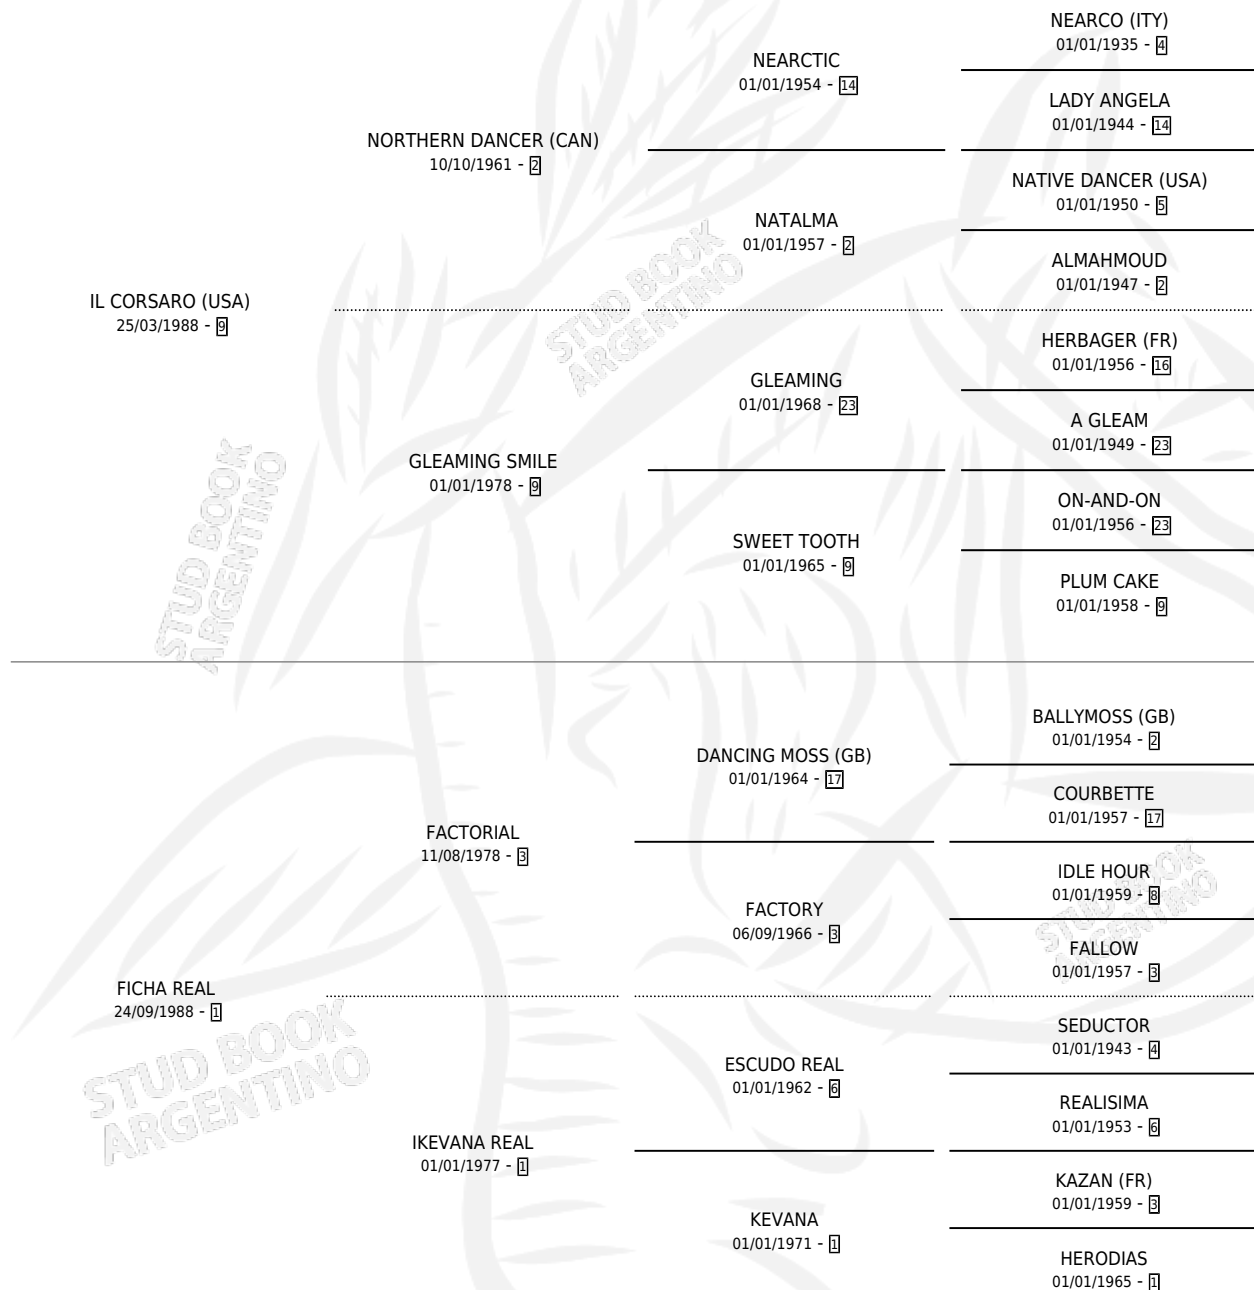 NEARCO (ITY)
01/01/1935 - 4
NEARCTIC
01/01/1954 - 14
LADY ANGELA
01/01/1944 - 14
NORTHERN DANCER (CAN)
10/10/1961 - 2
NATIVE DANCER (USA)
01/01/1950 - 5
NATALMA
01/01/1957 - 2
ALMAHMOUD
01/01/1947 - 2
IL CORSARO (USA)
25/03/1988 - 9
STUD BOOK
ARGENTINO
HERBAGER (FR)
01/01/1956 - 16
GLEAMING
01/01/1968 - 23
A GLEAM
01/01/1949 - 23
GLEAMING SMILE
01/01/1978 - 9
ON-AND-ON
01/01/1956 - 23
SWEET TOOTH
01/01/1965 - 9
PLUM CAKE
01/01/1958 - 9
STUD BOOK
ARGENTINO
BALLYMOSS (GB)
01/01/1954 - 2
DANCING MOSS (GB)
01/01/1964 - 17
COURBETTE
01/01/1957 - 17
FACTORIAL
11/08/1978 - 3
IDLE HOUR
01/01/1959 - 8
STUD BOOK
ARGENTINO
FACTORY
06/09/1966 - 3
FALLOW
01/01/1957 - 3
FICHA REAL
24/09/1988 - 1
STUD BOOK
ARGENTINO
SEDUCTOR
01/01/1943 - 4
ESCUDO REAL
01/01/1962 - 6
REALISIMA
01/01/1953 - 6
IKEVANA REAL
01/01/1977 - 1
KAZAN (FR)
01/01/1959 - 3
KEVANA
01/01/1971 - 1
HERODIAS
01/01/1965 - 1